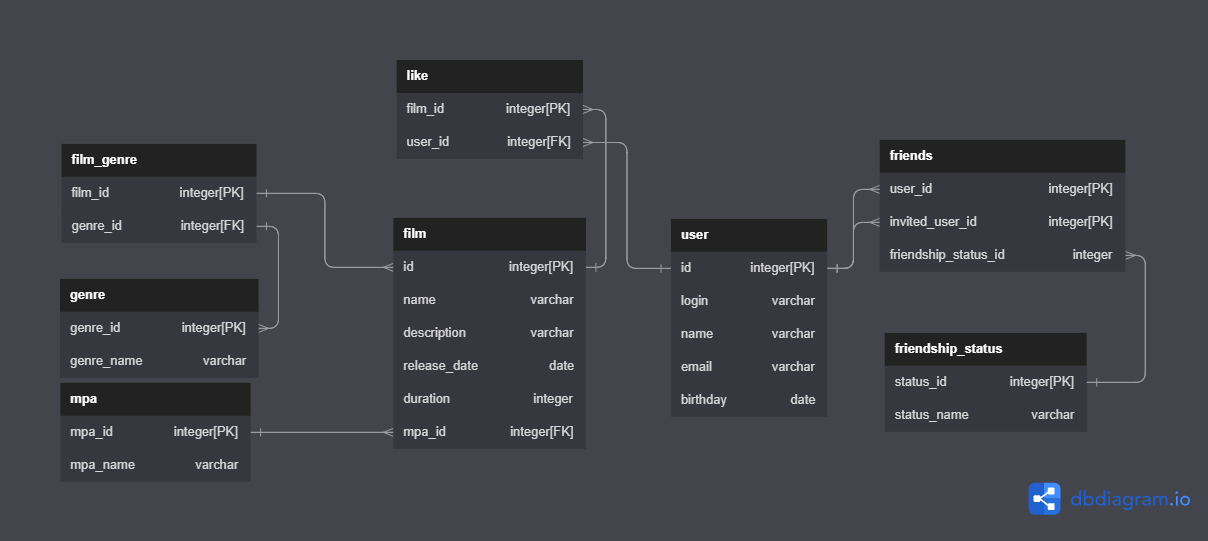 like
film_id integer[PK]
user_id integer[FK]
film_genre
film_id integer[PK]
genre_id integer[FK]
genre
genre_id integer[PK]
genre_name varchar
mpa
mpa_id integer[PK]
mpa_name varchar
film
id integer[PK]
name varchar
description varchar
release_date date
duration integer
mpa_id integer[FK]
user
id integer[PK]
login varchar
name varchar
email varchar
birthday date
friends
user_id integer[PK]
invited_user_id integer[PK]
friendship_status_id integer
friendship_status
status_id integer[PK]
status_name varchar
dbdiagram.io